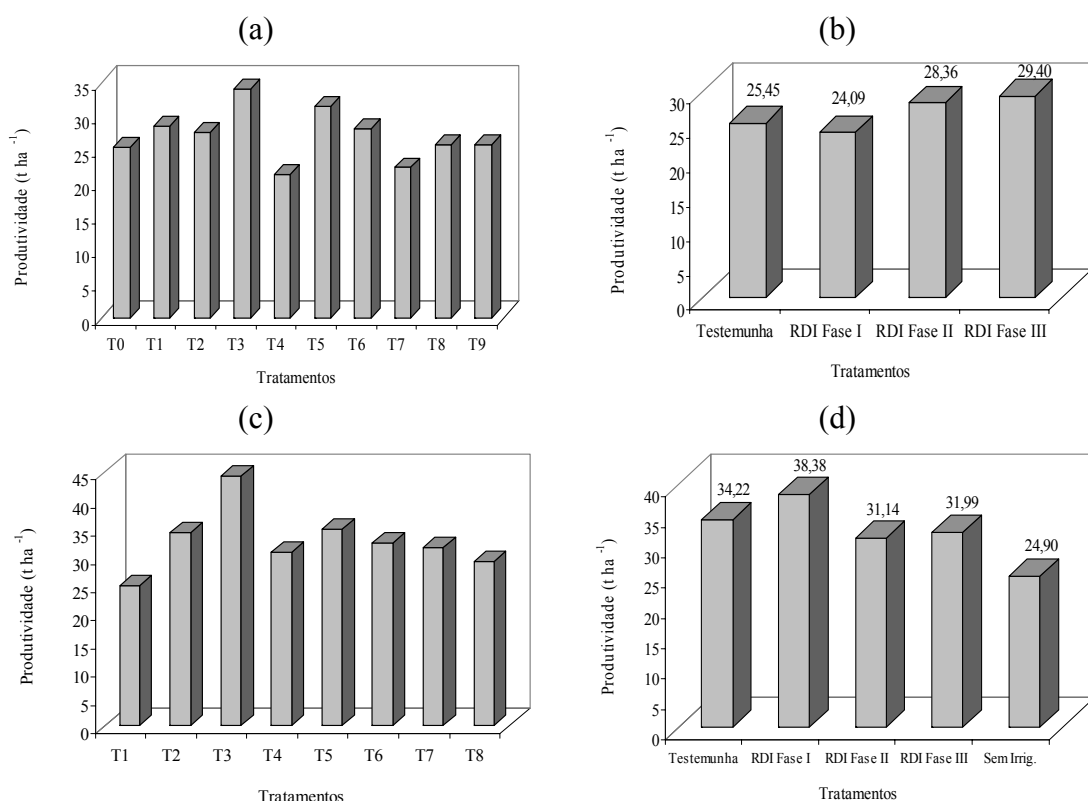 (a)
Produtividade (t ha -1)
35
30
25
20
15
10
5
0
T0 T1 T2 T3 T4 T5 T6 T7 T8 T9
Tratamentos
(b)
Produtividade (t ha -1)
30
25
20
15
10
5
0
25,45 24,09 28,36 29,40
Testemunha RDI Fase I RDI Fase II RDI Fase III
Tratamentos
(c)
Produtividade (t ha -1)
45
40
35
30
25
20
15
10
5
0
T1 T2 T3 T4 T5 T6 T7 T8
Tratamentos
(d)
Produtividade (t ha -1)
40
35
30
25
20
15
10
5
0
34,22 38,38 31,14 31,99 24,90
Testemunha RDI Fase I RDI Fase II RDI Fase III Sem Irrig.
Tratamentos